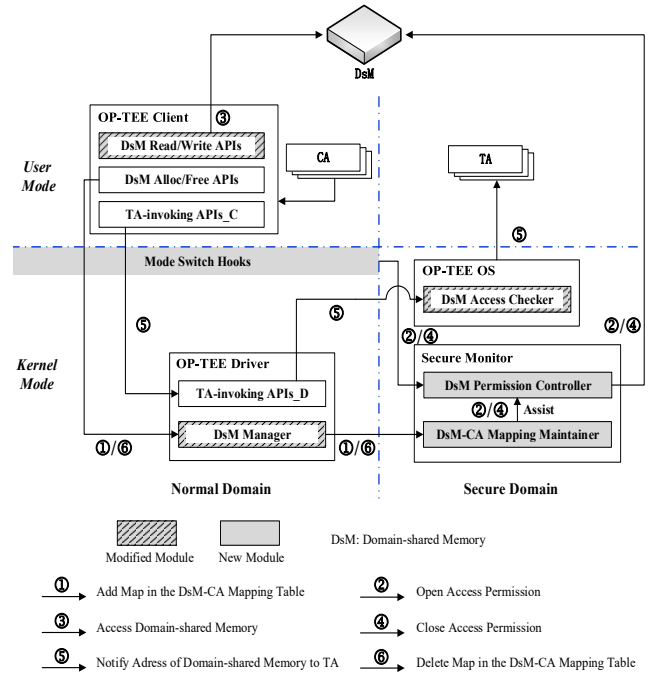 DsM
OP-TEE Client
③
DsM Read/Write APIs
DsM Alloc/Free APIs
TA-invoking APIs_C
CA
TA
User
Mode
⑤
Mode Switch Hooks
OP-TEE OS
DsM Access Checker
⑤
⑤
②/④
②/④
Kernel
Mode
OP-TEE Driver
TA-invoking APIs_D
DsM Manager
Secure Monitor
DsM Permission Controller
②/④
Assist
DsM-CA Mapping Maintainer
①/⑥
①/⑥
Normal Domain
Secure Domain
Modified Module
New Module
DsM: Domain-shared Memory
① Add Map in the DsM-CA Mapping Table
② Open Access Permission
③ Access Domain-shared Memory
④ Close Access Permission
⑤ Notify Adress of Domain-shared Memory to TA
⑥ Delete Map in the DsM-CA Mapping Table